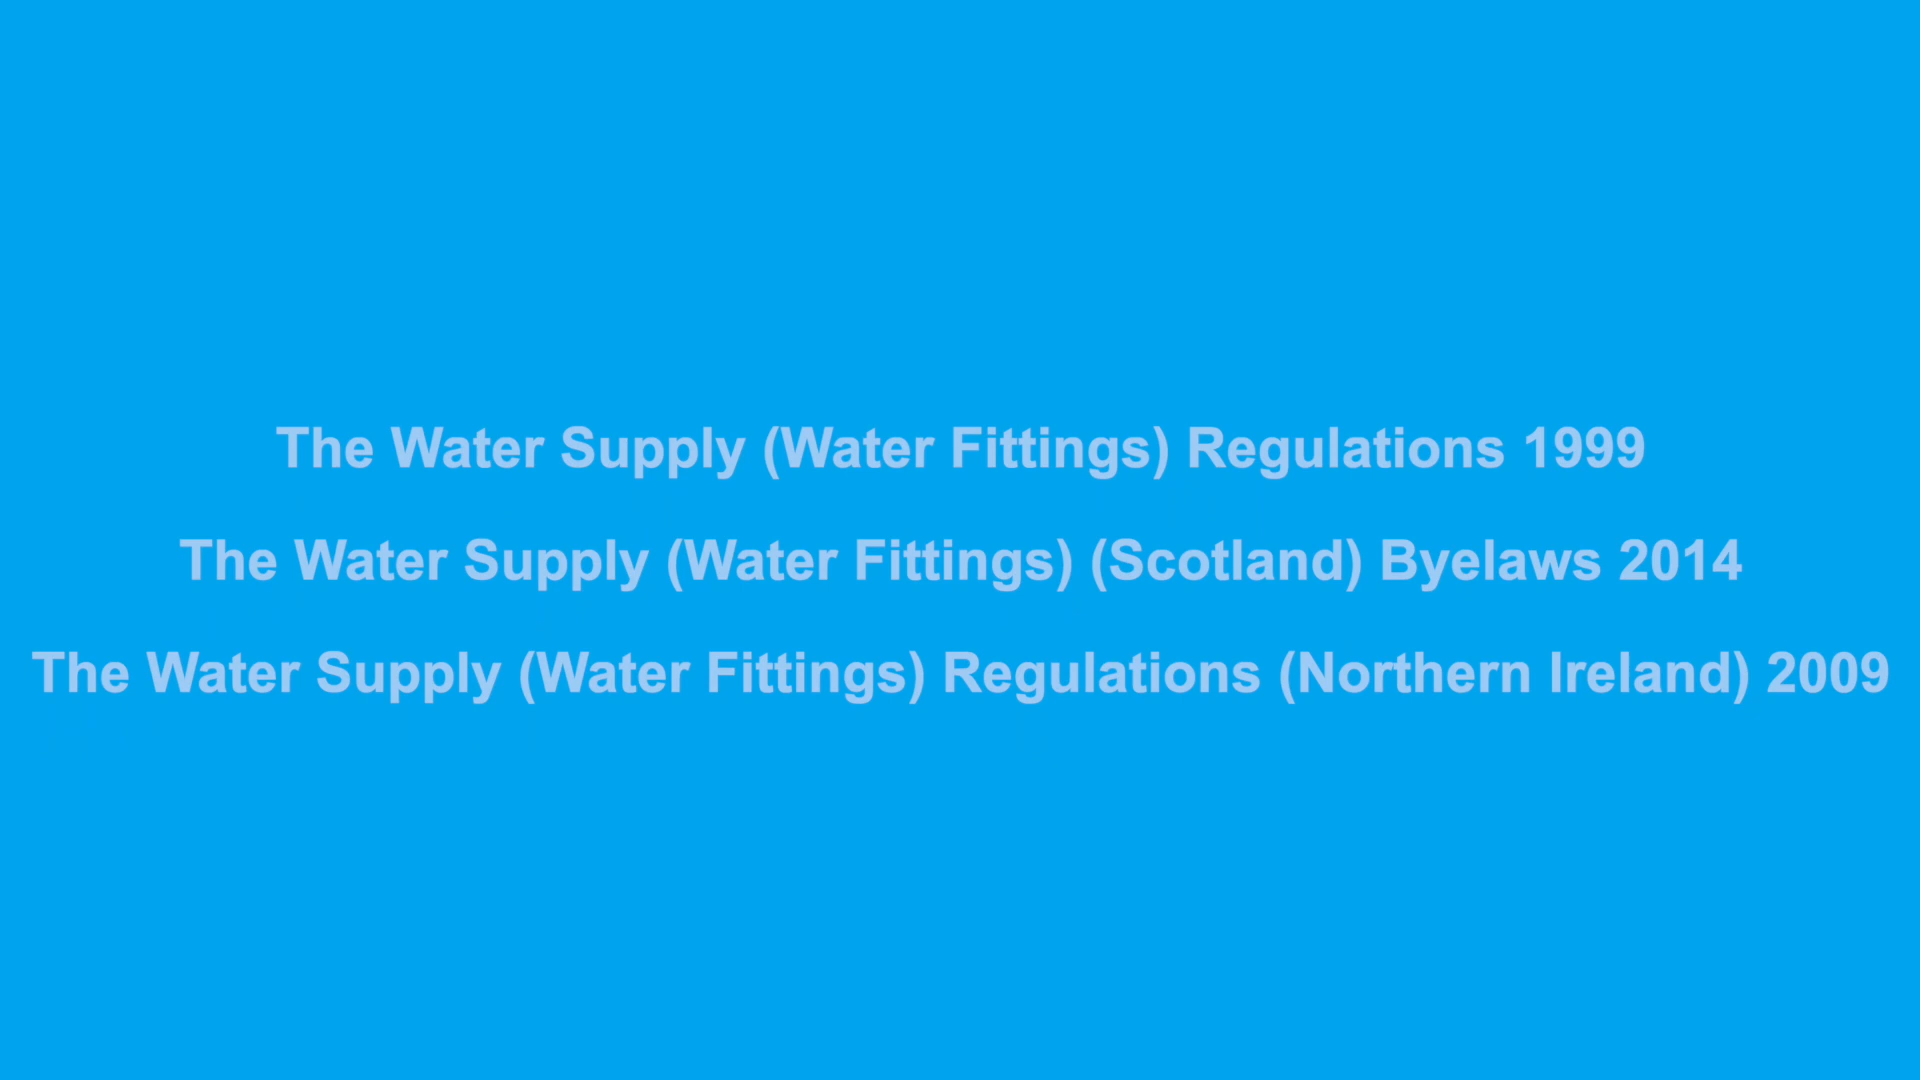 The Water Supply (Water Fittings) Regulations 1999
The Water Supply (Water Fittings) (Scotland) Byelaws 2014
The Water Supply (Water Fittings) Regulations (Northern Ireland) 2009